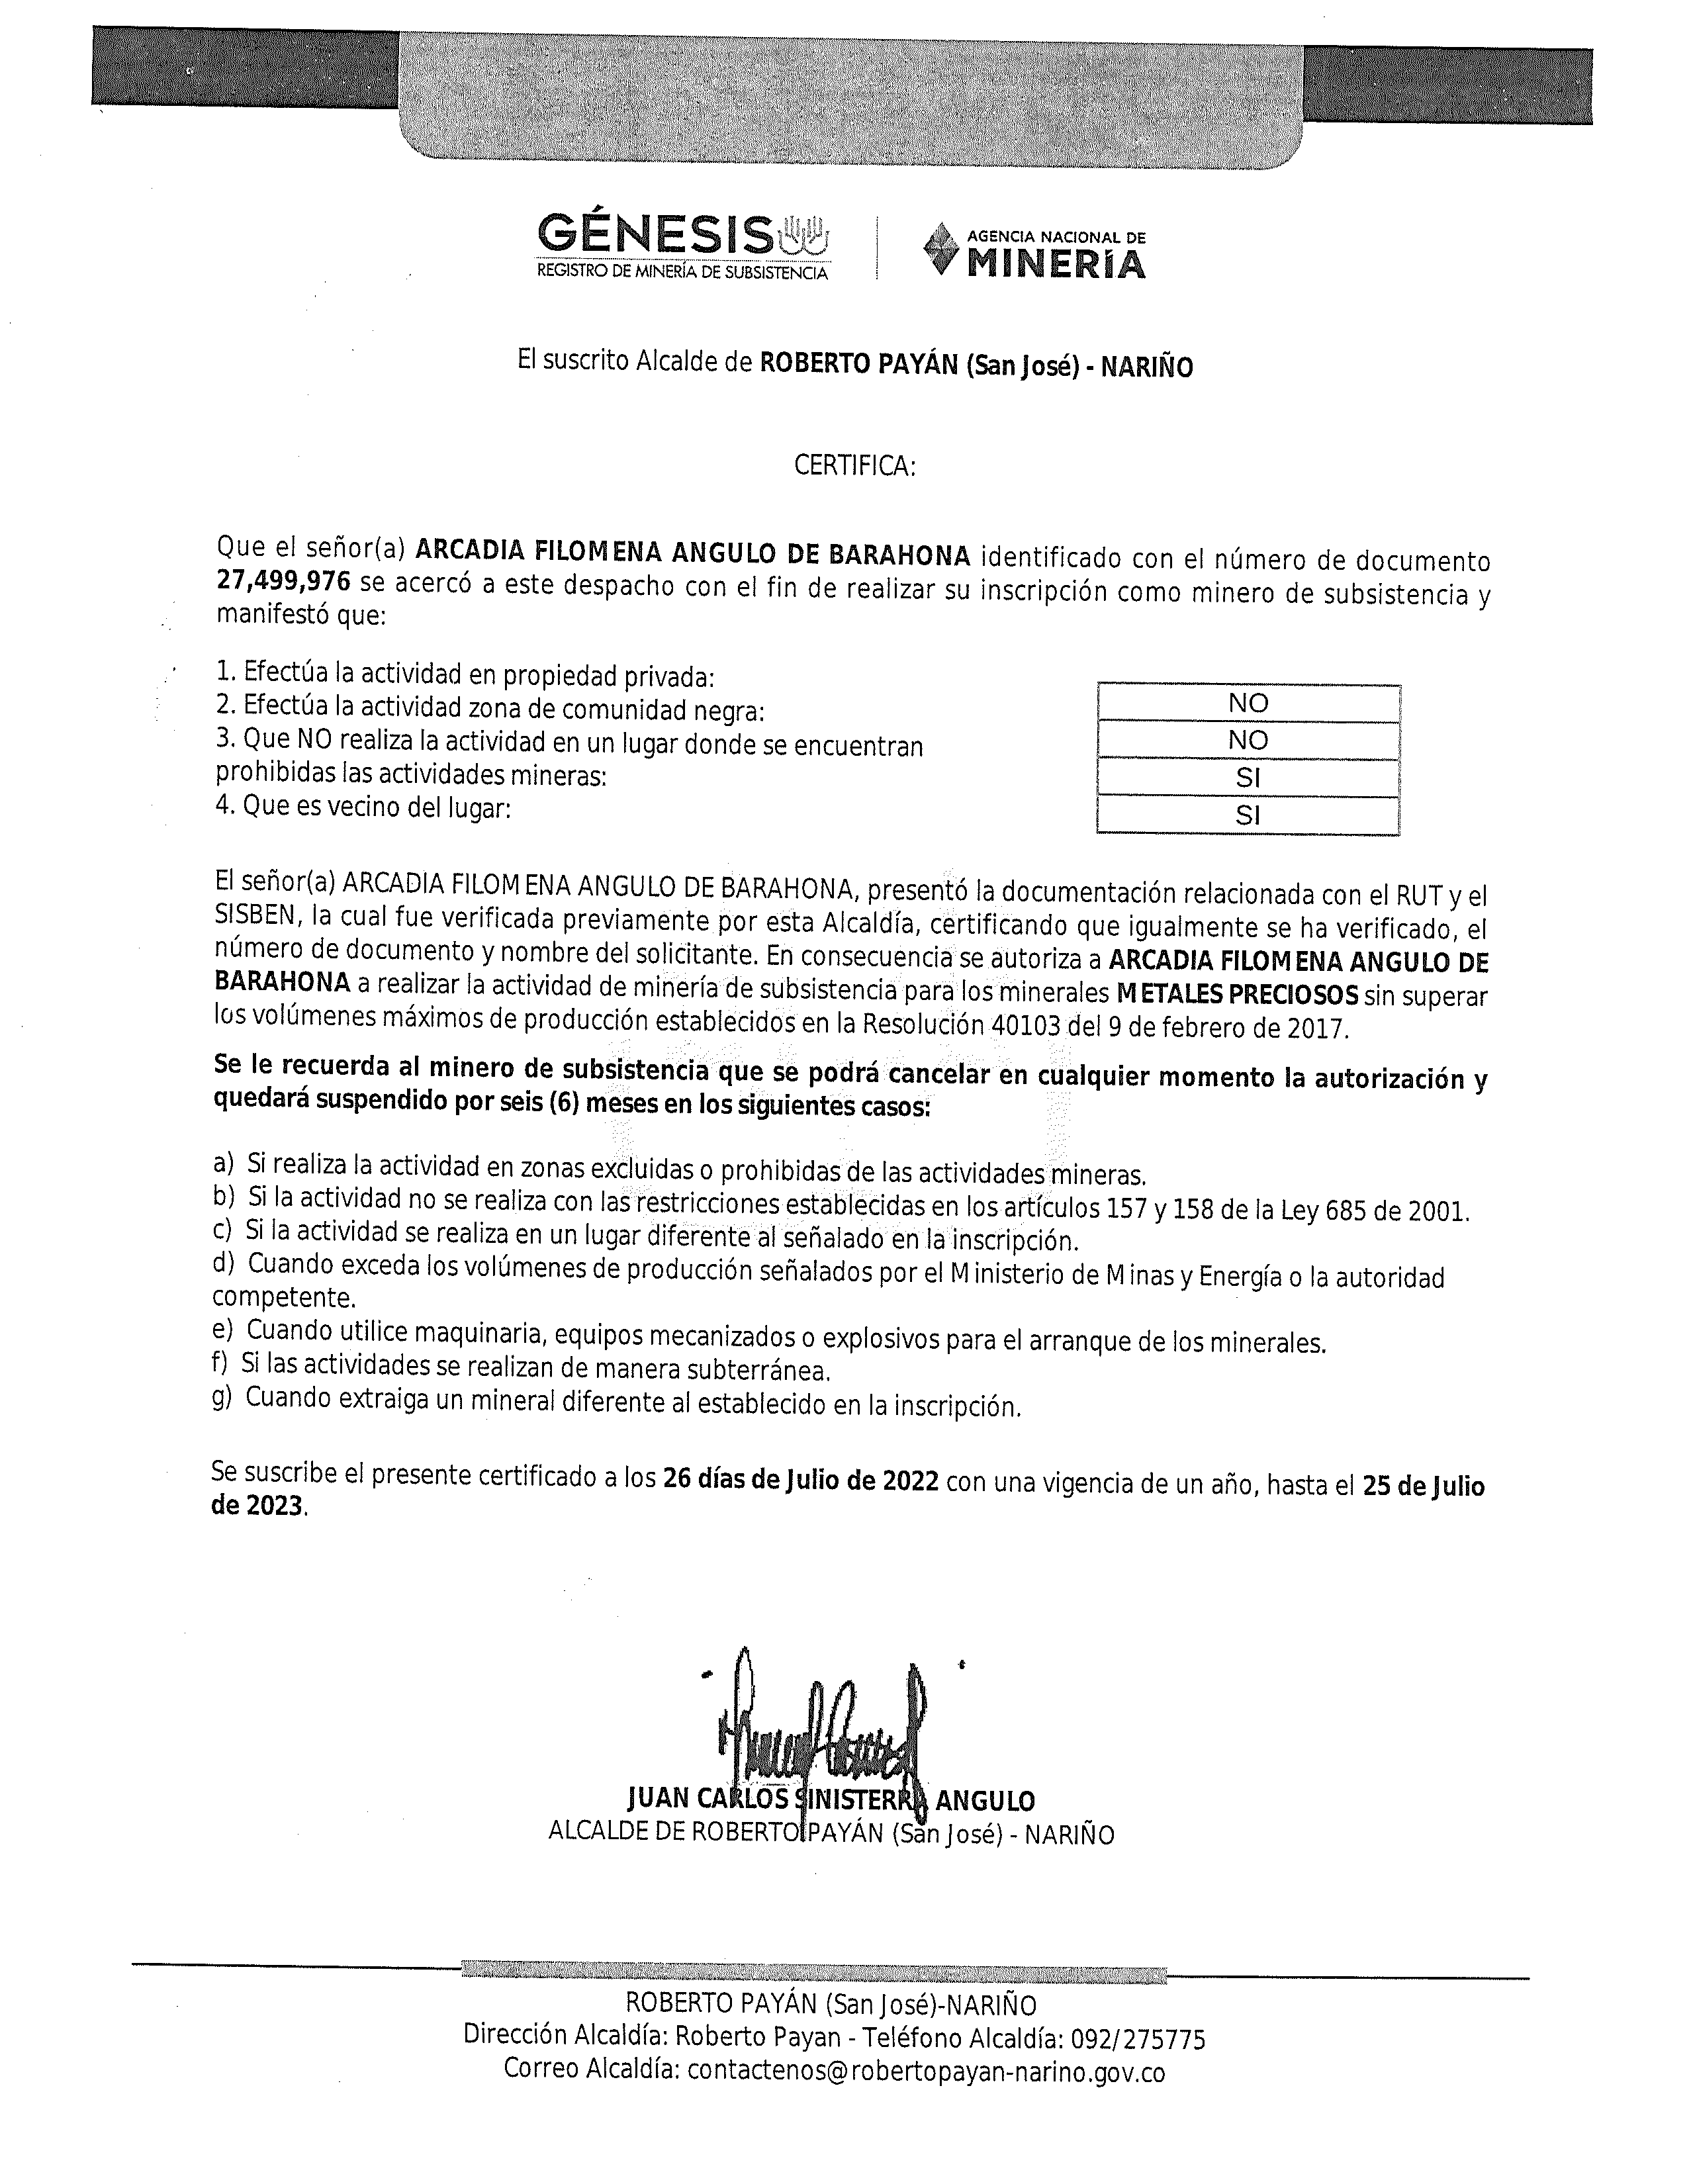 GÉNESIS
REGISTRO DE MINERÍA DE SUBSISTENCIA
AGENCIA NACIONAL DE
MINERÍA
El suscrito Alcalde de ROBERTO PAYÁN (San José) - NARIÑO
CERTIFICA:
Que el señor(a) ARCADIA FILOMENA ANGULO DE BARAHONA identificado con el número de documento
27,499,976 se acercó a este despacho con el fin de realizar su inscripción como minero de subsistencia y
manifestó que:
1. Efectúa la actividad en propiedad privada:
NO
2. Efectúa la actividad zona de comunidad negra:
NO
3. Que NO realiza la actividad en un lugar donde se encuentran
prohibidas las actividades mineras:
SI
4. Que es vecino del lugar:
SI
El señor(a) ARCADIA FILOMENA ANGULO DE BARAHONA, presentó la documentación relacionada con el RUT y el
SISBEN, la cual fue verificada previamente por esta Alcaldía, certificando que igualmente se ha verificado, el
número de documento y nombre del solicitante. En consecuencia se autoriza a ARCADIA FILOMENA ANGULO DE
BARAHONA a realizar la actividad de minería de subsistencia para los minerales METALES PRECIOSOS sin superar
los volúmenes máximos de producción establecidos en la Resolución 40103 del 9 de febrero de 2017.
Se le recuerda al minero de subsistencia que se podrá cancelar en cualquier momento la autorización y
quedará suspendido por seis (6) meses en los siguientes casos:
a) Si realiza la actividad en zonas excluidas o prohibidas de las actividades mineras.
b) Si la actividad no se realiza con las restricciones establecidas en los artículos 157 y 158 de la Ley 685 de 2001.
c) Si la actividad se realiza en un lugar diferente al señalado en la inscripción.
d) Cuando exceda los volúmenes de producción señalados por el Ministerio de Minas y Energía o la autoridad
competente.
e) Cuando utilice maquinaria, equipos mecanizados o explosivos para el arranque de los minerales.
f) Si las actividades se realizan de manera subterránea.
g) Cuando extraiga un mineral diferente al establecido en la inscripción.
Se suscribe el presente certificado a los 26 días de Julio de 2022 con una vigencia de un año, hasta el 25 de Julio
de 2023.
JUAN CARLOS SINISTERRA ANGULO
ALCALDE DE ROBERTO PAYÁN (San José) - NARIÑO
ROBERTO PAYÁN (San José)-NARIÑO
Dirección Alcaldía: Roberto Payan - Teléfono Alcaldía: 092/275775
Correo Alcaldía: contactenos@robertopayan-narino.gov.co